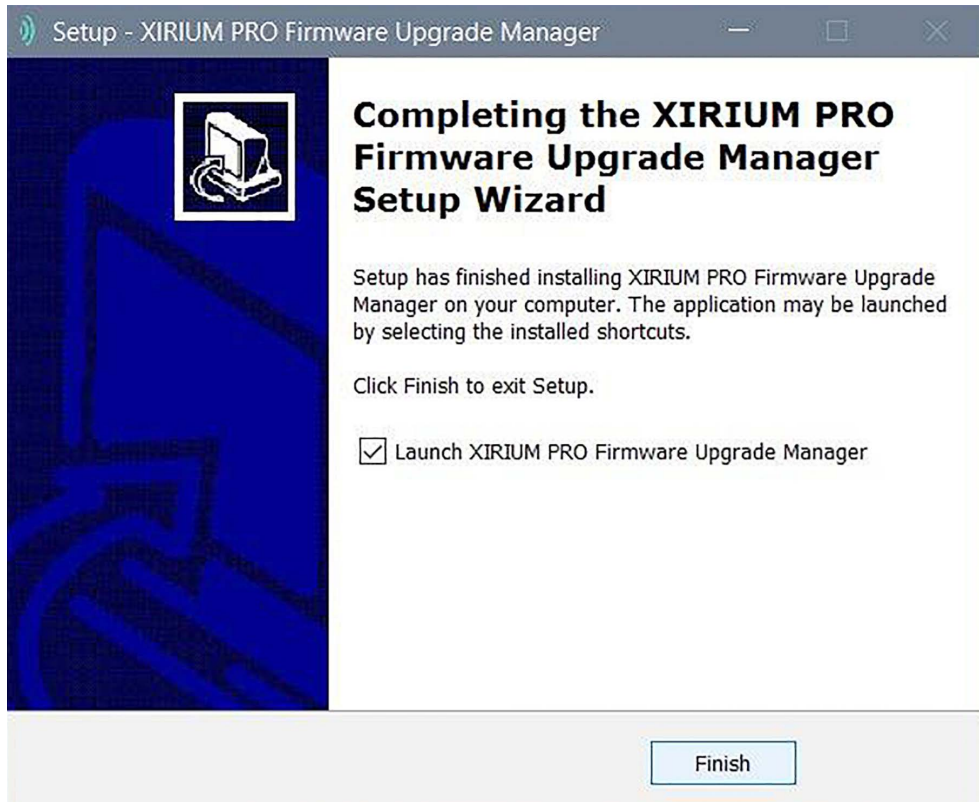 Setup - XIRIUM PRO Firmware Upgrade Manager
Completing the XIRIUM PRO
Firmware Upgrade Manager
Setup Wizard
Setup has finished installing XIRIUM PRO Firmware Upgrade
Manager on your computer. The application may be launched
by selecting the installed shortcuts.
Click Finish to exit Setup.
Launch XIRIUM PRO Firmware Upgrade Manager
Finish